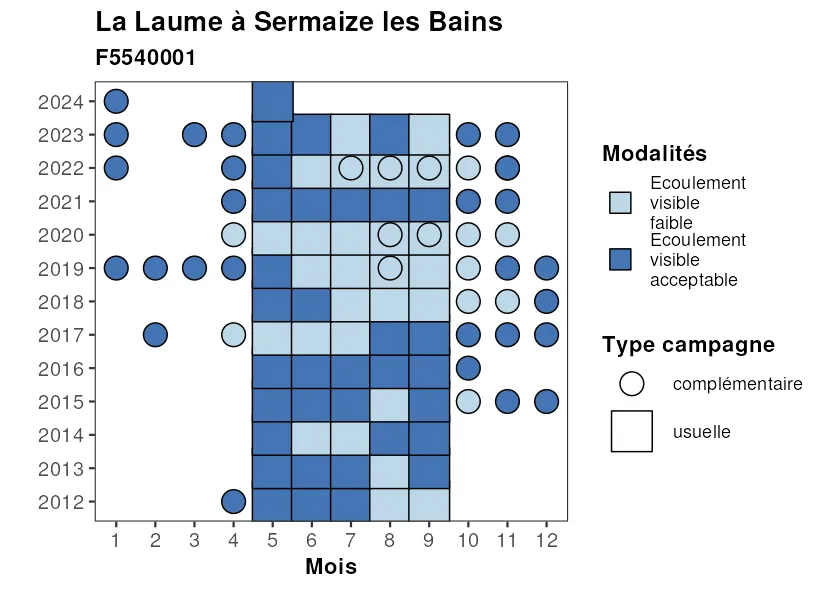 La Laume à Sermaize les Bains
F5540001
2024
2023
2022
2021
2020
2019
2018
2017
2016
2015
2014
2013
2012
1 2 3 4 5 6 7 8 9 10 11 12
Mois
Modalités
Ecoulement
visible
faible
Ecoulement
visible
acceptable
Type campagne
complémentaire
usuelle